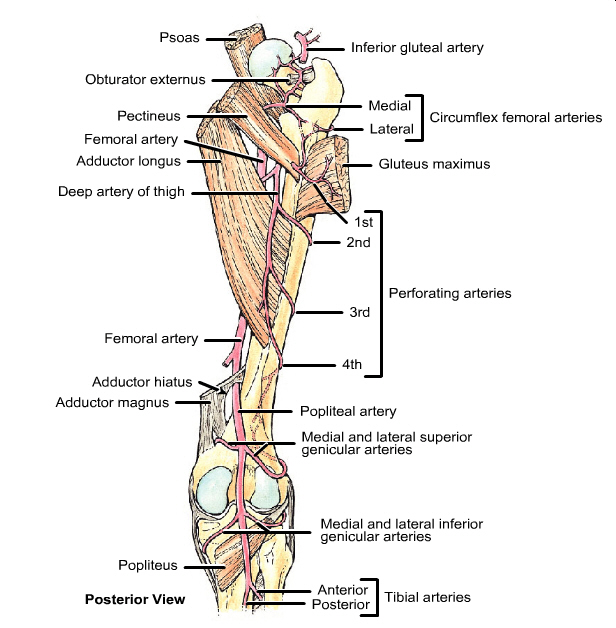 Psoas
Inferior gluteal artery
Obturator externus
Pectineus
Medial
Lateral
Circumflex femoral arteries
Femoral artery
Adductor longus
Gluteus maximus
Deep artery of thigh
1st
2nd
Perforating arteries
3rd
Femoral artery
4th
Adductor hiatus
Adductor magnus
Popliteal artery
Medial and lateral superior
genicular arteries
Medial and lateral inferior
genicular arteries
Popliteus
Anterior
Posterior
Tibial arteries
Posterior View